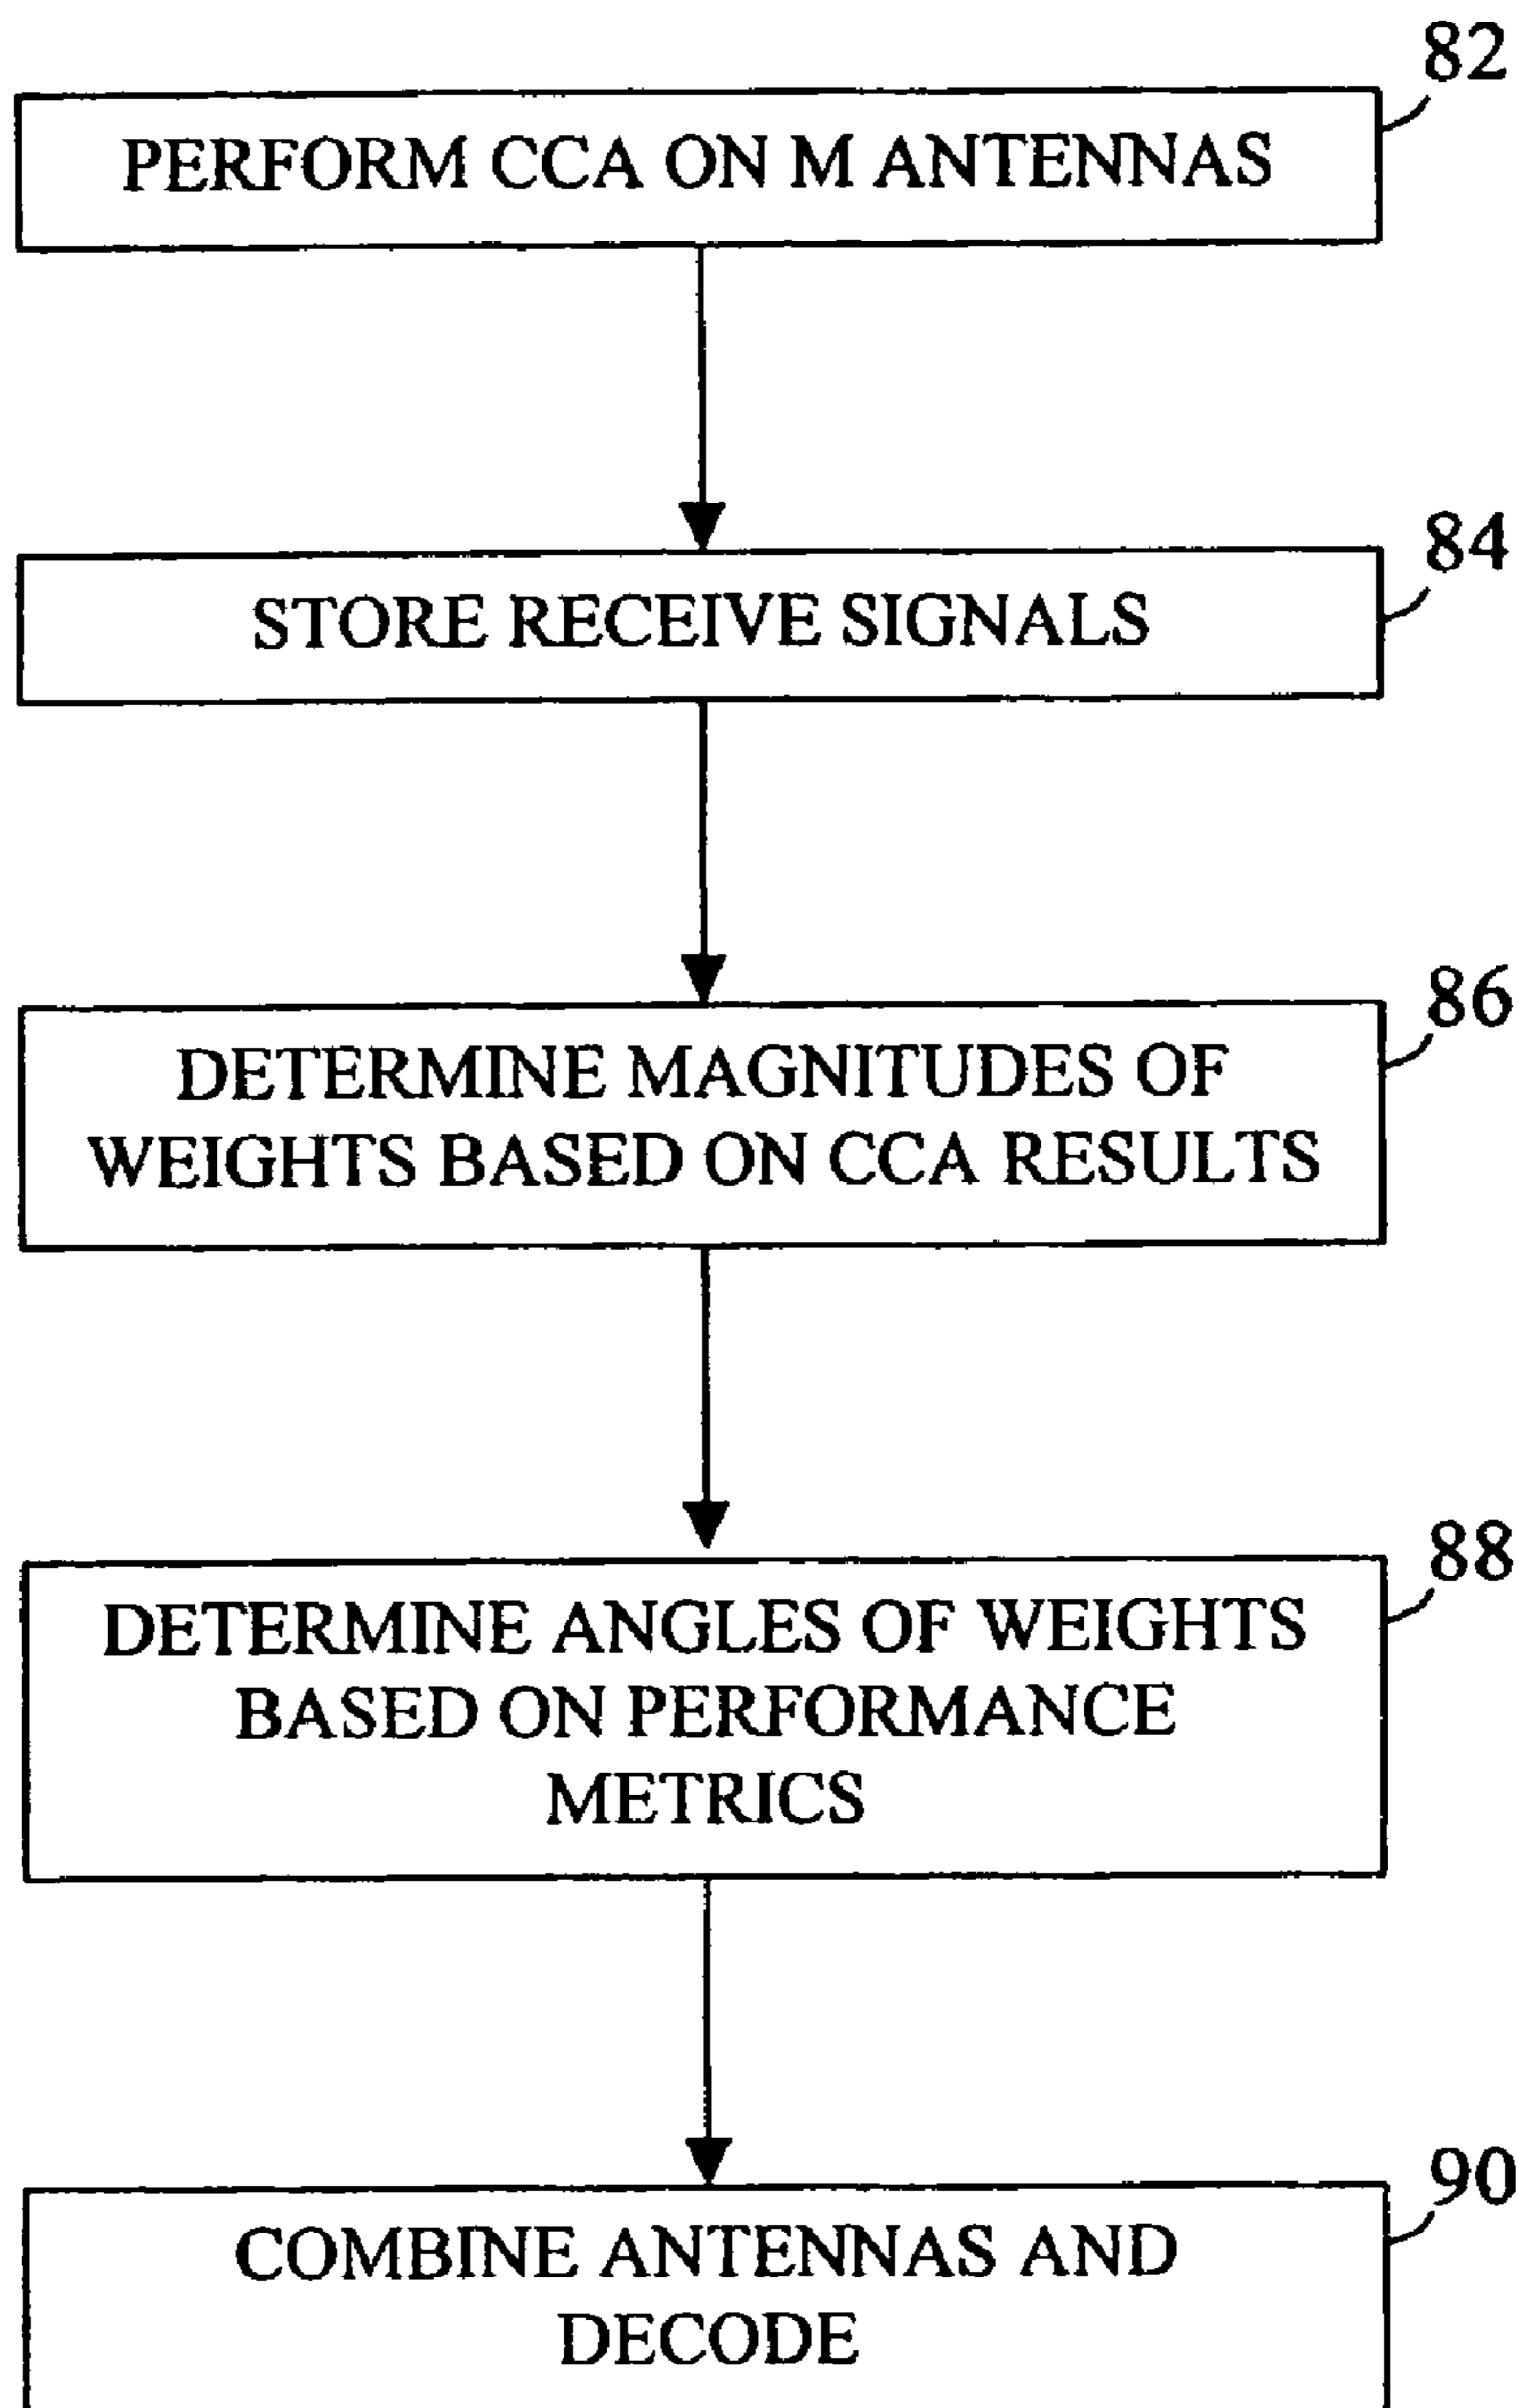 82
PERFORM CCA ON M ANTENNAS
84
STORE RECEIVE SIGNALS
86
DETERMINE MAGNITUDES OF
WEIGHTS BASED ON CCA RESULTS
88
DETERMINE ANGLES OF WEIGHTS
BASED ON PERFORMANCE
METRICS
90
COMBINE ANTENNAS AND
DECODE